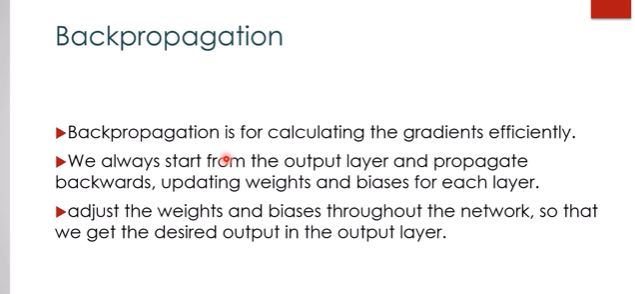 Backpropagation
▶Backpropagation is for calculating the gradients efficiently.
▶We always start from the output layer and propagate
backwards, updating weights and biases for each layer.
▶adjust the weights and biases throughout the network, so that
we get the desired output in the output layer.